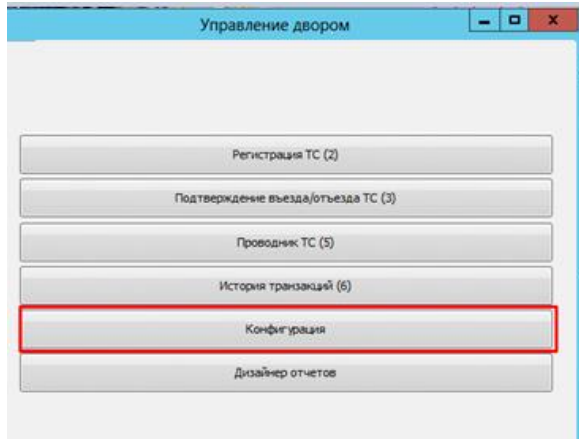 Управление двором
Регистрация ТС (2)
Подтверждение въезда/отъезда ТС (3)
Проводник ТС (5)
История транзакций (6)
Конфигурация
Дизайнер отчетов